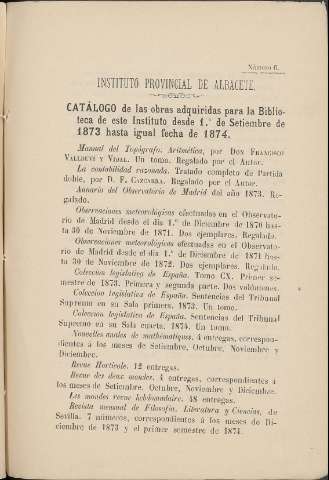 Número 6.
INSTITUTO PROVINCIAL DE ALBACETE.
CATÁLOGO de las obras adquiridas para la Biblio-
teca de este Instituto desde 1.º de Setiembre de
1873 hasta igual fecha de 1874.
Manual del Topógrafo. Aritmética, por DON FRANCISCO
VALLDUVI Y VIDAL. Un tomo. Regalado por el AUTOR.
La contabilidad razonada. Tratado completo de Partida
doble, por D. F. CAZORRA. Regalado por el AUTOR.
Anuario del Observatorio de Madrid del año 1873. Re-
galado.
Observaciones meteorológicas efectuadas en el Observato-
rio de Madrid desde el dia 1.º de Diciembre de 1870 has-
ta 30 de Noviembre de 1871. Dos ejemplares. Regalado.
Observaciones meteorológicas efectuadas en el Observato-
rio de Madrid desde el dia 1.º de Diciembre de 1871 has-
ta 30 de Noviembre de 1872. Dos ejemplares. Regalado.
Coleccion legislativa de España. Tomo CX. Primer se-
mestre de 1873. Primera y segunda parte. Dos volúmenes.
Coleccion legislativa de España. Sentencias del Tribunal
Supremo en su Sala primera. 1873. Un tomo.
Coleccion legislativa de España. Sentencias del Tribunal
Supremo en su Sala cuarta. 1874. Un tomo.
Nouvelles anales de mathématiques. 4 entregas, correspon-
dientes á los meses de Setiembre, Octubre, Noviembre y
Diciembre.
Revue Horticole. 12 entregas.
Revue des deux mondes. 4 entregas, correspondientes á
los meses de Setiembre, Octubre, Noviembre y Diciembre.
Les mondes revue hebdomadaire. 48 entregas.
Revista mensual de Filosofía, Literatura y Ciencias, de
Sevilla. 7 números, correspondientes á los meses de Di-
ciembre de 1873 y el primer semestre de 1874.